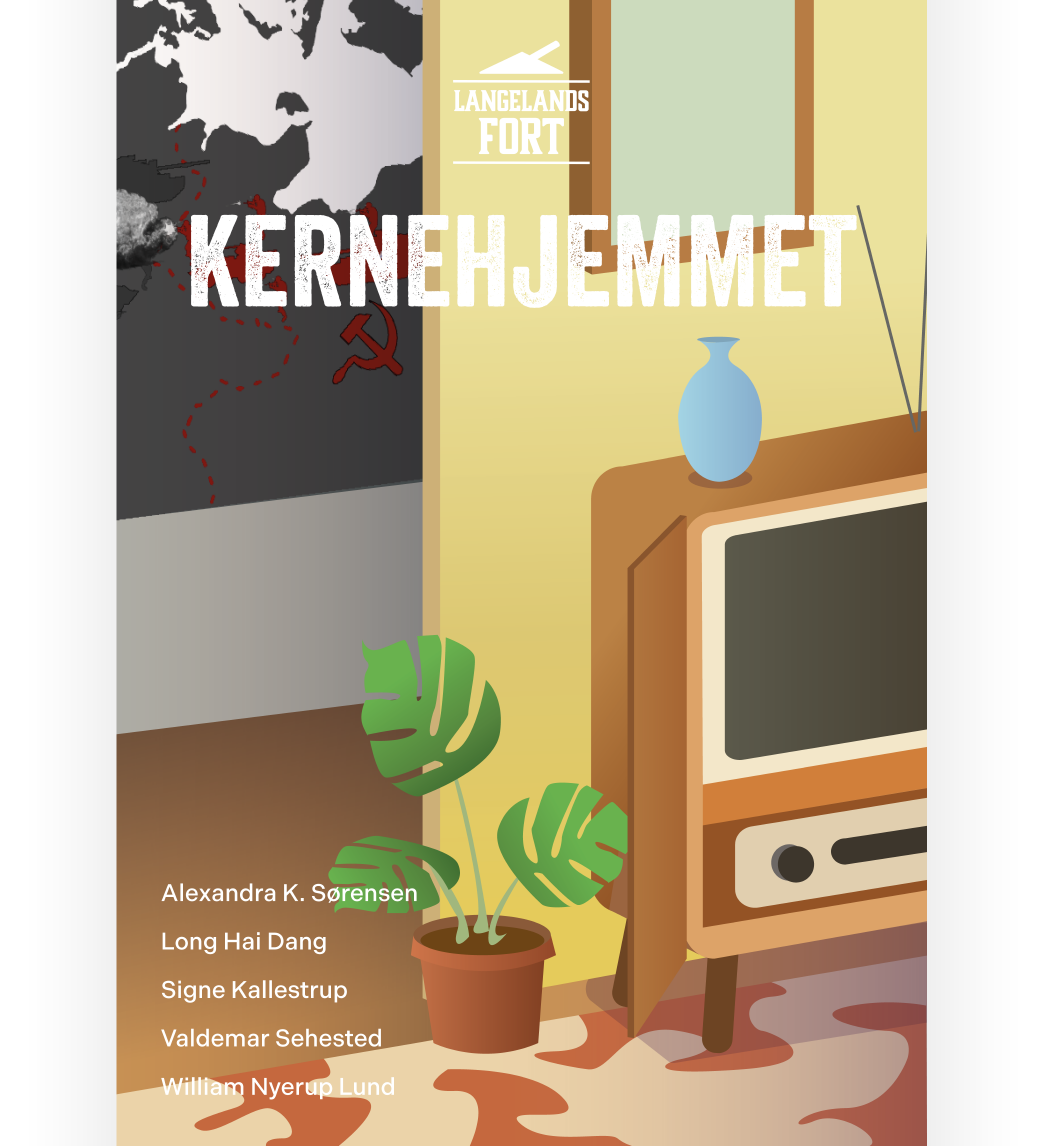 LANGELANDS
FORT
KERNEHJEMMET
Alexandra K. Sørensen
Long Hai Dang
Signe Kallestrup
Valdemar Sehested
William Nyerup Lund